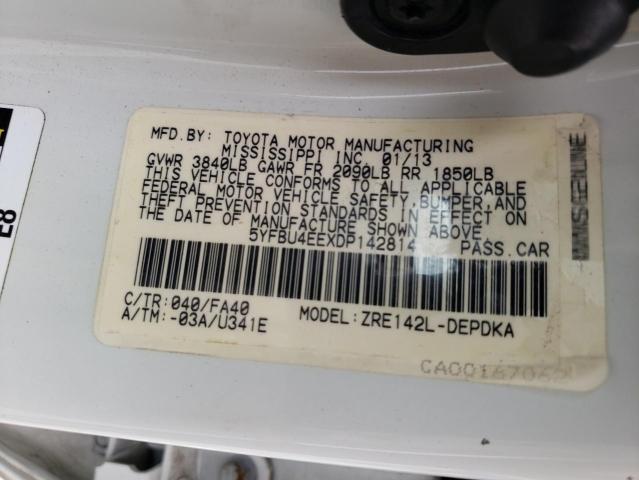 MFD.BY: TOYOTA MOTOR MANUFACTURING
MISSISSIPPI INC. 01/13
GVWR 3840LB GAWR FR 2090LB RR 1850LB
THIS VEHICLE CONFORMS TO ALL APPLICABLE
FEDERAL MOTOR VEHICLE SAFETY, BUMPER, AND
THEFT PREVENTION STANDARDS IN EFFECT ON
THE DATE OF MANUFACTURE SHOWN ABOVE.
5YFBU4EEXDP142814 PASS.CAR
C/TR:040/FA40
A/TM:-03A/U341E MODEL:ZRE142L-DEPDKA
E8